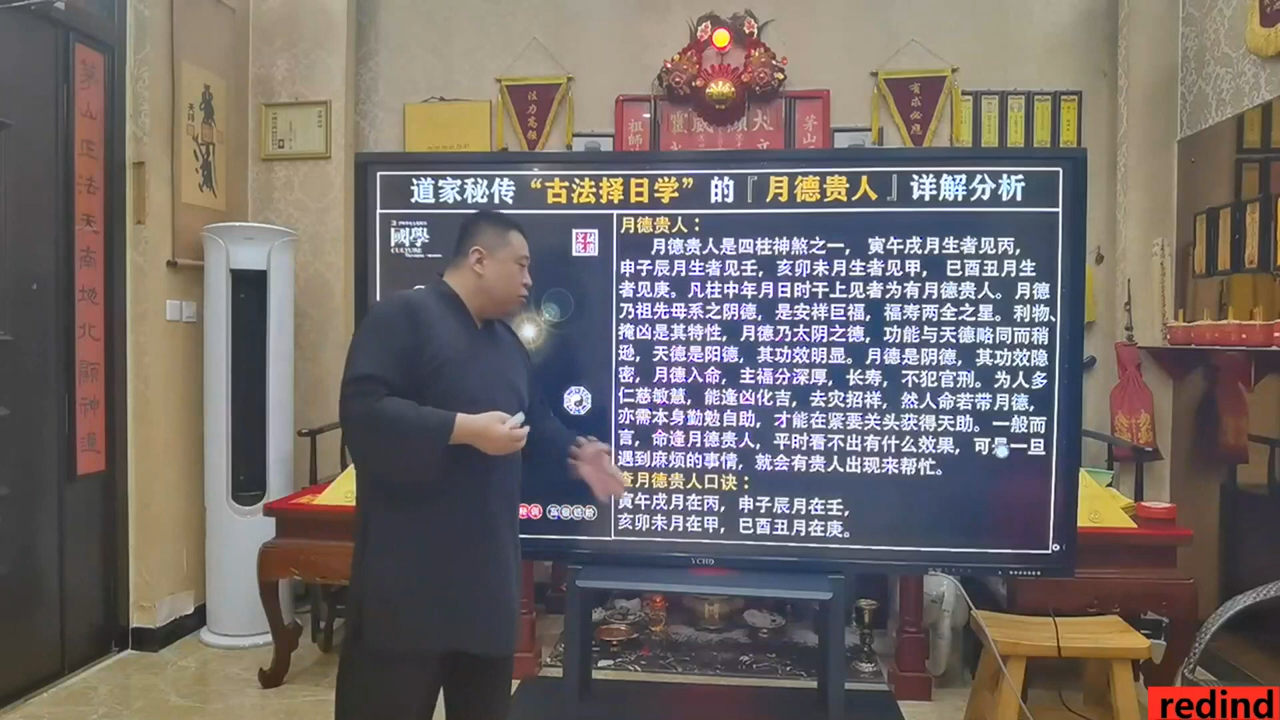 茅山正法天南地北顯神通
法力高强
有求必應
祖師
茅山
道家秘传“古法择日学”的『月德贵人』详解分析
國學
CULTURE
月德贵人：
月德贵人是四柱神煞之一， 寅午戌月生者见丙，
申子辰月生者见壬，亥卯未月生者见甲， 巳酉丑月生
者见庚。凡柱中年月日时干上见者为有月德贵人。月德
乃祖先母系之阴德，是安祥巨福，福寿两全之星。利物、
掩凶是其特性，月德乃太阴之德，功能与天德略同而稍
逊，天德是阳德，其功效明显。月德是阴德，其功效隐
密，月德入命，主福分深厚，长寿，不犯官刑。为人多
仁慈敏慧，能逢凶化吉，去灾招祥，然人命若带月德，
亦需本身勤勉自助，才能在紧要关头获得天助。一般而
言，命逢月德贵人，平时看不出有什么效果，可是一旦
遇到麻烦的事情，就会有贵人出现来帮忙。
查月德贵人口诀：
寅午戌月在丙，申子辰月在壬，
亥卯未月在甲，巳酉丑月在庚。
YCHD
redind